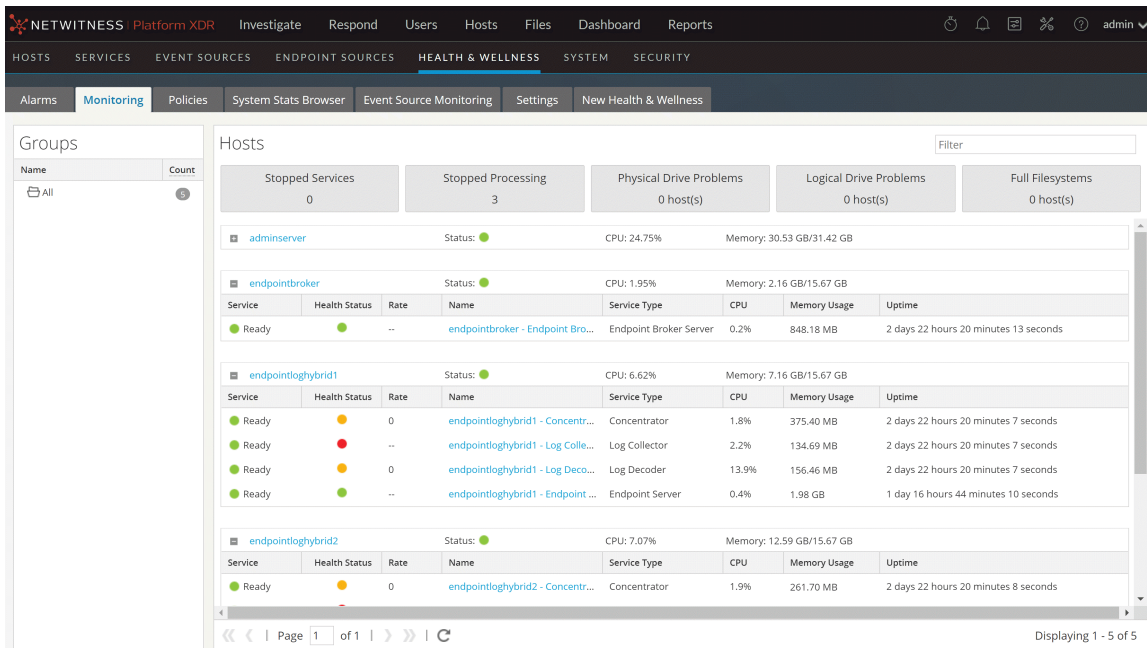 NETWITNESS Platform XDR Investigate Respond Users Hosts Files Dashboard Reports admin
HOSTS SERVICES EVENT SOURCES ENDPOINT SOURCES HEALTH & WELLNESS SYSTEM SECURITY
Alarms Monitoring Policies System Stats Browser Event Source Monitoring Settings New Health & Wellness
Groups
Name Count
All 5
Hosts Filter
Stopped Services Stopped Processing Physical Drive Problems Logical Drive Problems Full Filesystems
0 3 0 host(s) 0 host(s) 0 host(s)
adminserver Status: CPU: 24.75% Memory: 30.53 GB/31.42 GB
endpointbroker Status: CPU: 1.95% Memory: 2.16 GB/15.67 GB
Service Health Status Rate Name Service Type CPU Memory Usage Uptime
Ready -- endpointbroker - Endpoint Bro... Endpoint Broker Server 0.2% 848.18 MB 2 days 22 hours 20 minutes 13 seconds
endpointloghybrid1 Status: CPU: 6.62% Memory: 7.16 GB/15.67 GB
Service Health Status Rate Name Service Type CPU Memory Usage Uptime
Ready 0 endpointloghybrid1 - Concentr... Concentrator 1.8% 375.40 MB 2 days 22 hours 20 minutes 7 seconds
Ready -- endpointloghybrid1 - Log Colle... Log Collector 2.2% 134.69 MB 2 days 22 hours 20 minutes 7 seconds
Ready 0 endpointloghybrid1 - Log Deco... Log Decoder 13.9% 156.46 MB 2 days 22 hours 20 minutes 7 seconds
Ready -- endpointloghybrid1 - Endpoint ... Endpoint Server 0.4% 1.98 GB 1 day 16 hours 44 minutes 10 seconds
endpointloghybrid2 Status: CPU: 7.07% Memory: 12.59 GB/15.67 GB
Service Health Status Rate Name Service Type CPU Memory Usage Uptime
Ready 0 endpointloghybrid2 - Concentr... Concentrator 1.9% 261.70 MB 2 days 22 hours 20 minutes 8 seconds
Page 1 of 1 Displaying 1 - 5 of 5